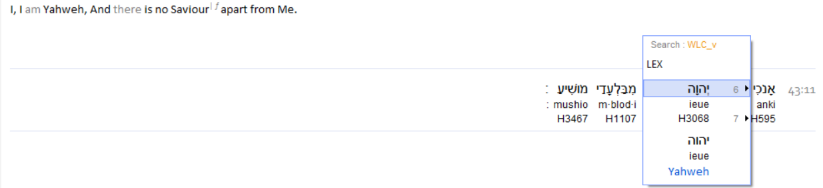 I, I am Yahweh, And there is no Saviour| f apart from Me.
Search : WLC_v
LEX
43:11 אָנֹכִי 6 יְהוָה מִבַּלְעָדַי מוֹשִׁיעַ :
: mushio m·blod·i ieue anki
H3467 H1107 H3068 7 H595
יהוה
ieue
Yahweh